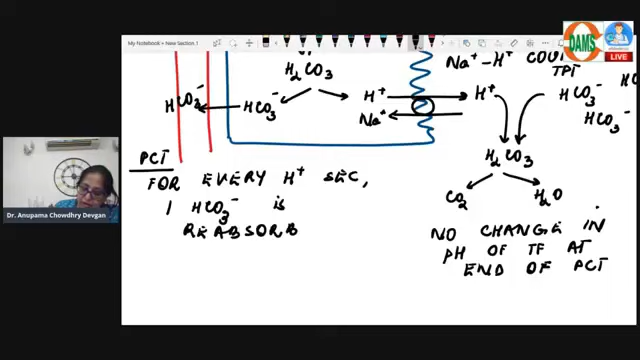 My Notebook > New Section 1
DAMS
LIVE
H2CO3
Na+ - H+ COU
TPT
HCO3- HCO3- H+ H+ HCO3-
Na+
HCO3-
H2CO3
CO2 H2O
PCT
FOR EVERY H+ SEC,
1 HCO3- is
REABSORB
NO CHANGE IN
PH OF TF AT
END OF PCT
Dr. Anupama Chowdhry Devgan